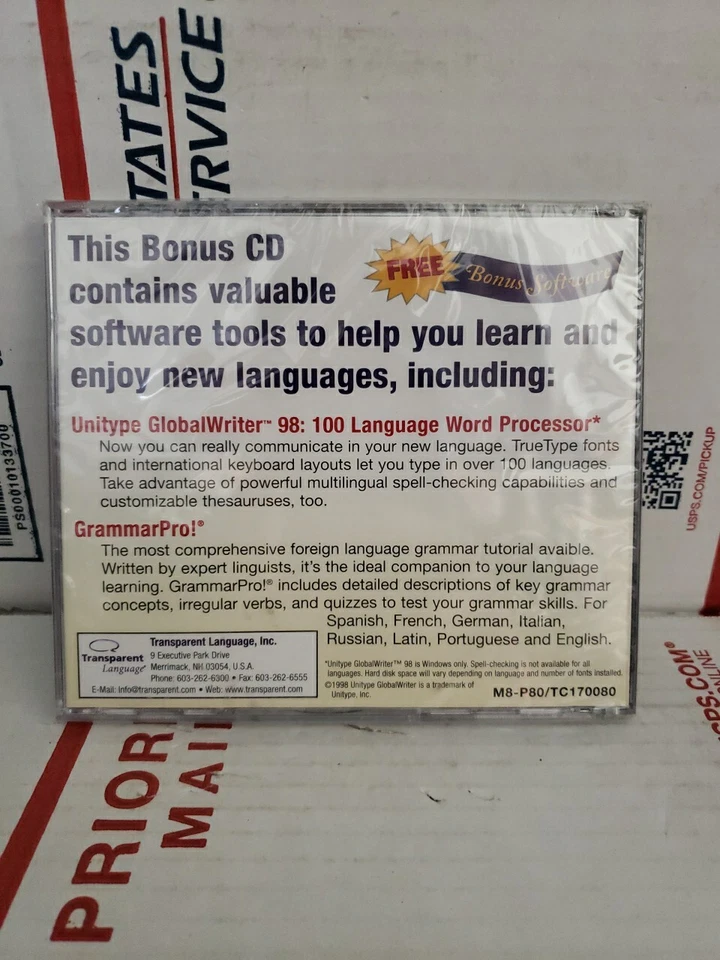 TATES
RVICE
This Bonus CD
contains valuable
software tools to help you learn and
enjoy new languages, including:
FREE
Bonus Software
Unitype GlobalWriter™ 98: 100 Language Word Processor*
Now you can really communicate in your new language. TrueType fonts
and international keyboard layouts let you type in over 100 languages.
Take advantage of powerful multilingual spell-checking capabilities and
customizable thesauruses, too.
GrammarPro!®
The most comprehensive foreign language grammar tutorial avaible.
Written by expert linguists, it's the ideal companion to your language
learning. GrammarPro!® includes detailed descriptions of key grammar
concepts, irregular verbs, and quizzes to test your grammar skills. For
Spanish, French, German, Italian,
Russian, Latin, Portuguese and English.
Transparent
Language®
Transparent Language, Inc.
9 Executive Park Drive
Merrimack, NH 03054, U.S.A.
Phone: 603-262-6300 • Fax: 603-262-6555
E-Mail: Info@transparent.com • Web: www.transparent.com
*Unitype GlobalWriter™ 98 is Windows only. Spell-checking is not available for all
languages. Hard disk space will vary depending on language and number of fonts installed.
©1998 Unitype GlobalWriter is a trademark of
Unitype, Inc.
M8-P80/TC170080
PS00010133700
USPS.COM/PICKUP
SPS.COM®
LINE
PRIOR
MAI